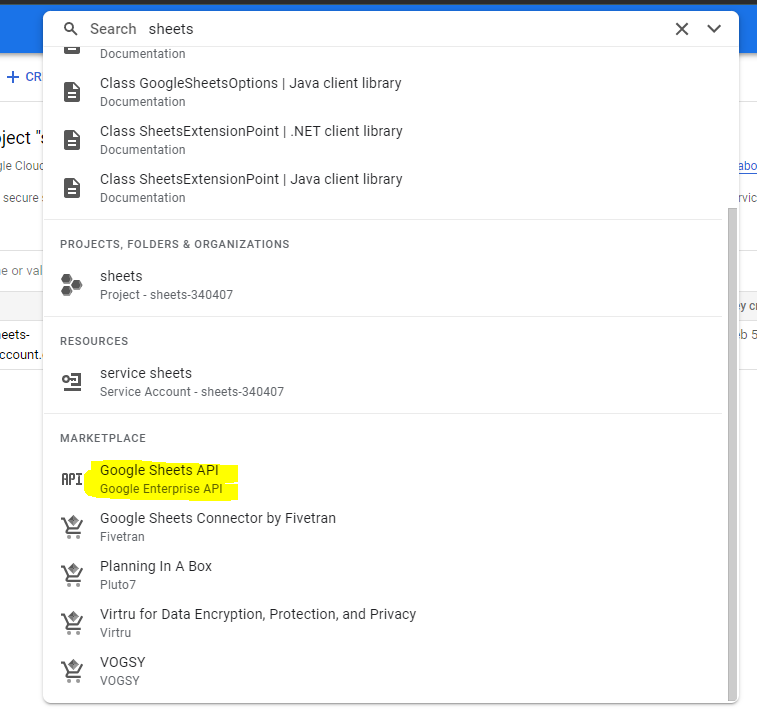 Search sheets
Documentation
Class GoogleSheetsOptions | Java client library
Documentation
Class SheetsExtensionPoint | .NET client library
Documentation
Class SheetsExtensionPoint | Java client library
Documentation
PROJECTS, FOLDERS & ORGANIZATIONS
sheets
Project - sheets-340407
RESOURCES
service sheets
Service Account - sheets-340407
MARKETPLACE
API
Google Sheets API
Google Enterprise API
Google Sheets Connector by Fivetran
Fivetran
Planning In A Box
Pluto7
Virtru for Data Encryption, Protection, and Privacy
Virtru
VOGSY
VOGSY
+ CR
ject "s
gle Cloud
secure s
e or val
eets-
ccount.
abo
rvic
ey cr
eb 5